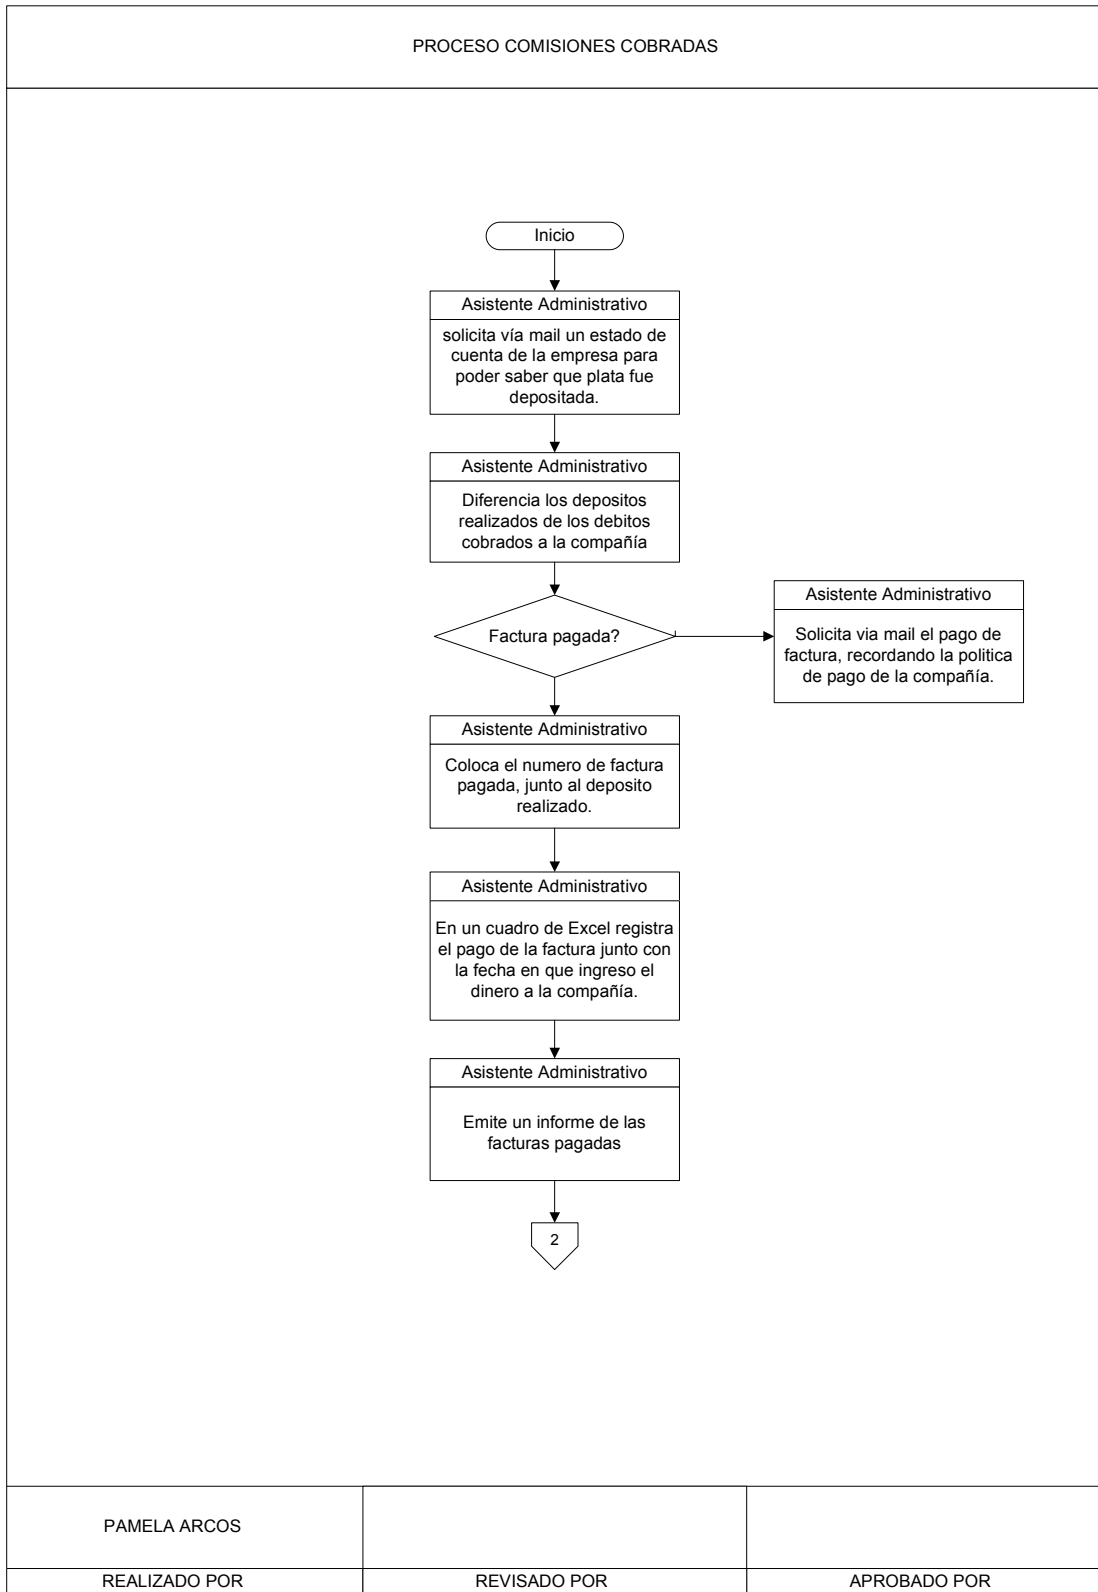 PROCESO COMISIONES COBRADAS
Inicio
Asistente Administrativo
solicita vía mail un estado de
cuenta de la empresa para
poder saber que plata fue
depositada.
Asistente Administrativo
Diferencia los depositos
realizados de los debitos
cobrados a la compañía
Factura pagada?
Asistente Administrativo
Solicita via mail el pago de
factura, recordando la politica
de pago de la compañía.
Asistente Administrativo
Coloca el numero de factura
pagada, junto al deposito
realizado.
Asistente Administrativo
En un cuadro de Excel registra
el pago de la factura junto con
la fecha en que ingreso el
dinero a la compañía.
Asistente Administrativo
Emite un informe de las
facturas pagadas
2
PAMELA ARCOS
REALIZADO POR
REVISADO POR
APROBADO POR